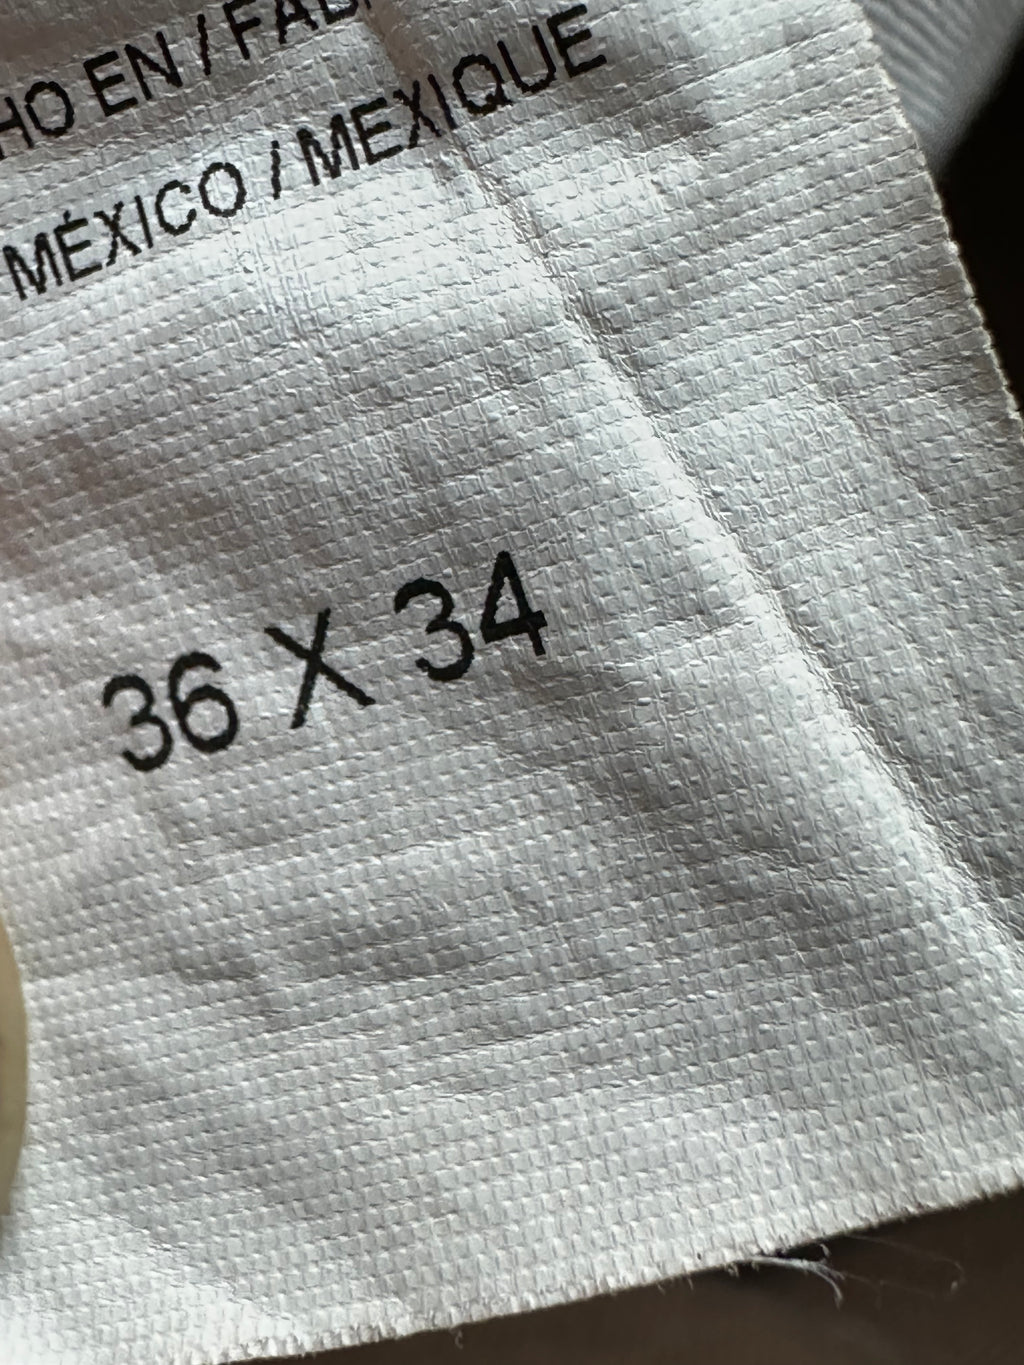 HO EN / FAB
MÉXICO / MEXIQUE
36 X 34